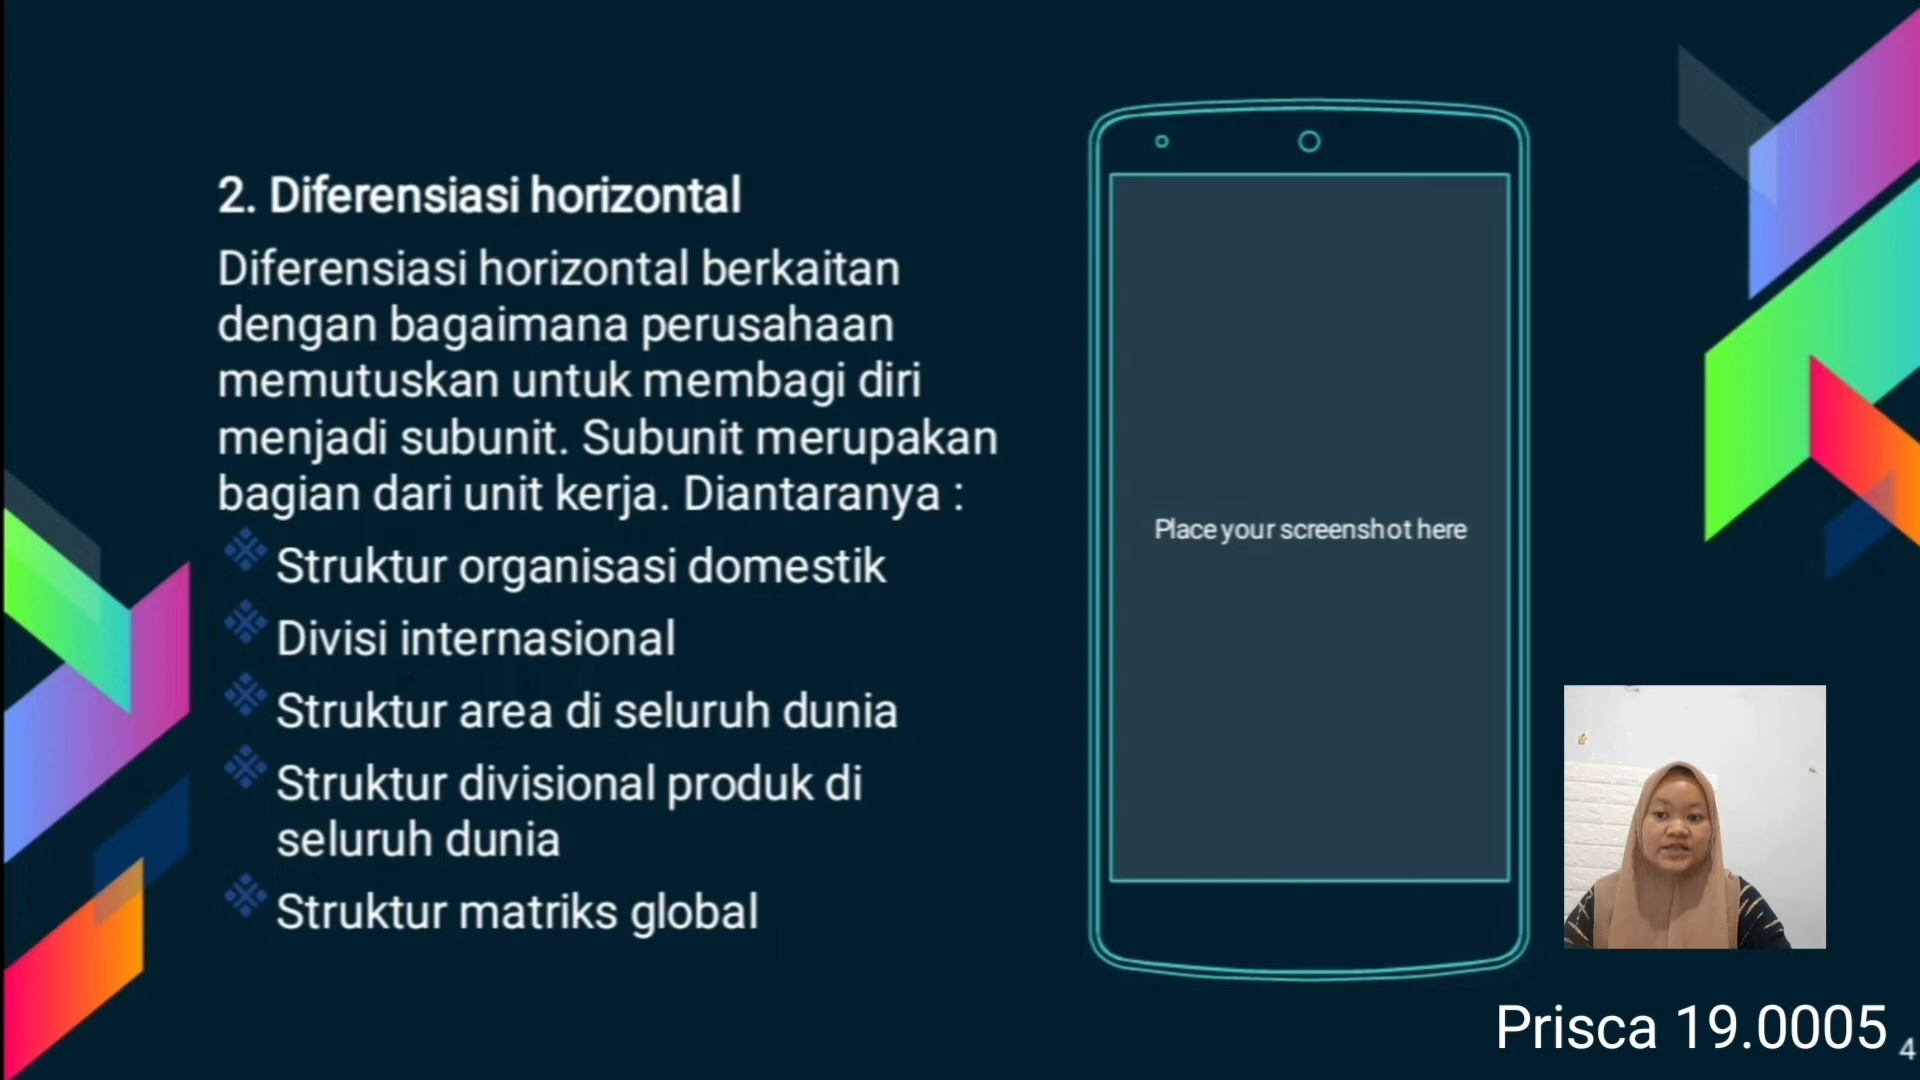 2. Diferensiasi horizontal
Diferensiasi horizontal berkaitan
dengan bagaimana perusahaan
memutuskan untuk membagi diri
menjadi subunit. Subunit merupakan
bagian dari unit kerja. Diantaranya :
Struktur organisasi domestik
Divisi internasional
Struktur area di seluruh dunia
Struktur divisional produk di
seluruh dunia
Struktur matriks global
Place your screenshot here
Prisca 19.0005
4